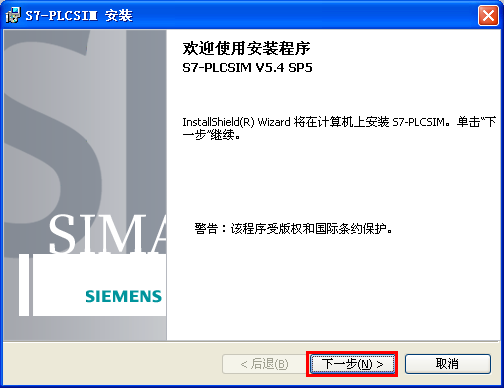 S7-PLCSIM 安装
欢迎使用安装程序
S7-PLCSIM V5.4 SP5
InstallShield(R) Wizard 将在计算机上安装 S7-PLCSIM。单击“下
一步”继续。
SIMA
警告：该程序受版权和国际条约保护。
SIEMENS
< 后退(B)
下一步(N) >
取消